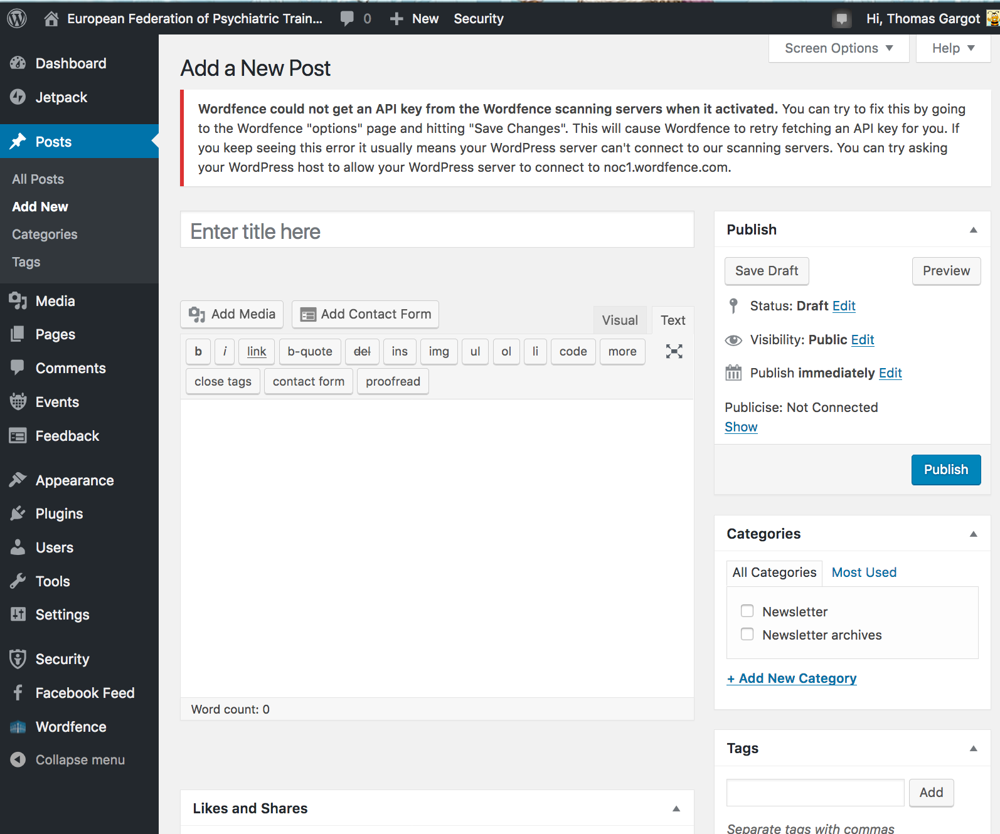 European Federation of Psychiatric Train... 0 New Security Hi, Thomas Gargot
Screen Options Help
Dashboard
Jetpack
Posts
All Posts
Add New
Categories
Tags
Media
Pages
Comments
Events
Feedback
Appearance
Plugins
Users
Tools
Settings
Security
Facebook Feed
Wordfence
Collapse menu
Add a New Post
Wordfence could not get an API key from the Wordfence scanning servers when it activated. You can try to fix this by going
to the Wordfence "options" page and hitting "Save Changes". This will cause Wordfence to retry fetching an API key for you. If
you keep seeing this error it usually means your WordPress server can't connect to our scanning servers. You can try asking
your WordPress host to allow your WordPress server to connect to noc1.wordfence.com.
Enter title here
Add Media Add Contact Form Visual Text
b i link b-quote del ins img ul ol li code more
close tags contact form proofread
Word count: 0
Likes and Shares
Publish
Save Draft Preview
Status: Draft Edit
Visibility: Public Edit
Publish immediately Edit
Publicise: Not Connected
Show
Publish
Categories
All Categories Most Used
Newsletter
Newsletter archives
+ Add New Category
Tags
Add
Separate tags with commas